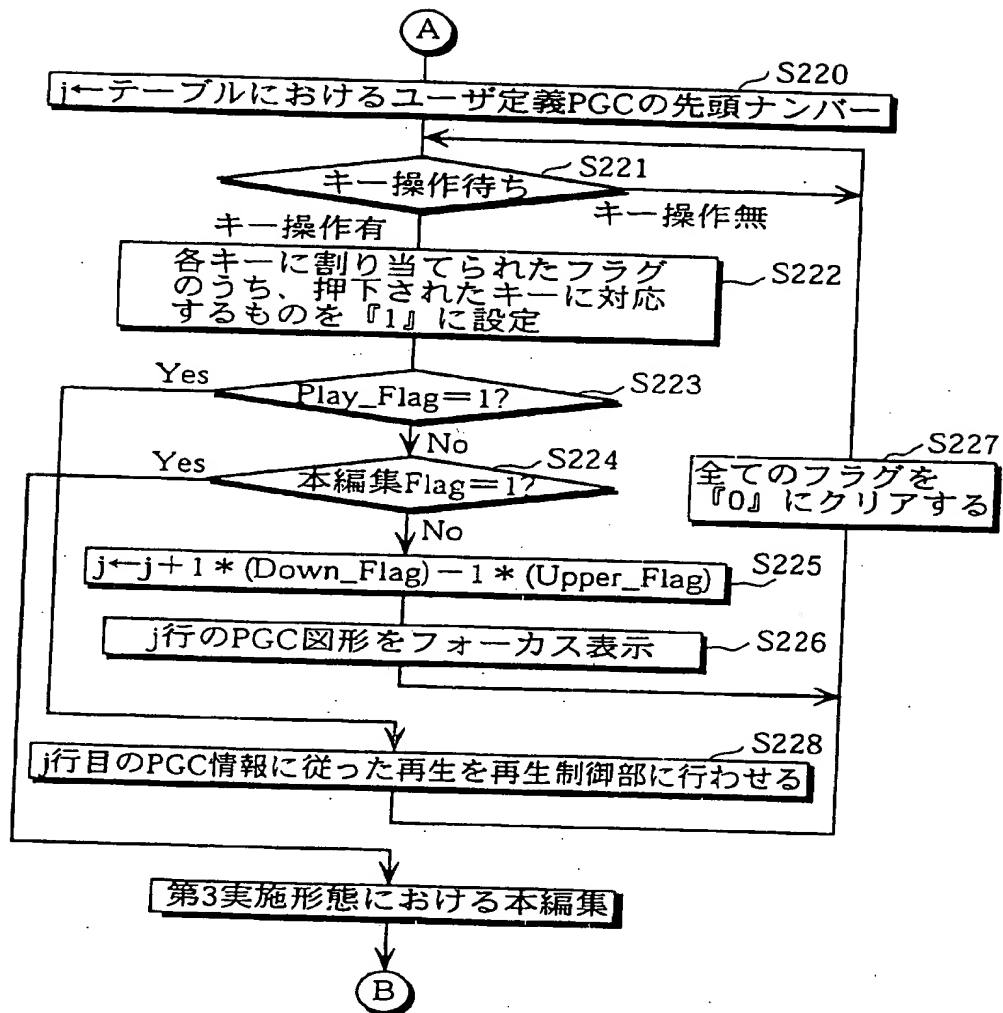 A
S220
j←テーブルにおけるユーザ定義PGCの先頭ナンバー
S221
キー操作待ち
キー操作無
キー操作有
S222
各キーに割り当てられたフラグ
のうち、押下されたキーに対応
するものを『1』に設定
Yes
S223
Play_Flag=1?
No
Yes
S224
本編集Flag=1?
No
S227
全てのフラグを
『0』にクリアする
j←j+1*(Down_Flag)−1*(Upper_Flag)
S225
j行のPGC図形をフォーカス表示
S226
S228
j行目のPGC情報に従った再生を再生制御部に行わせる
第3実施形態における本編集
B